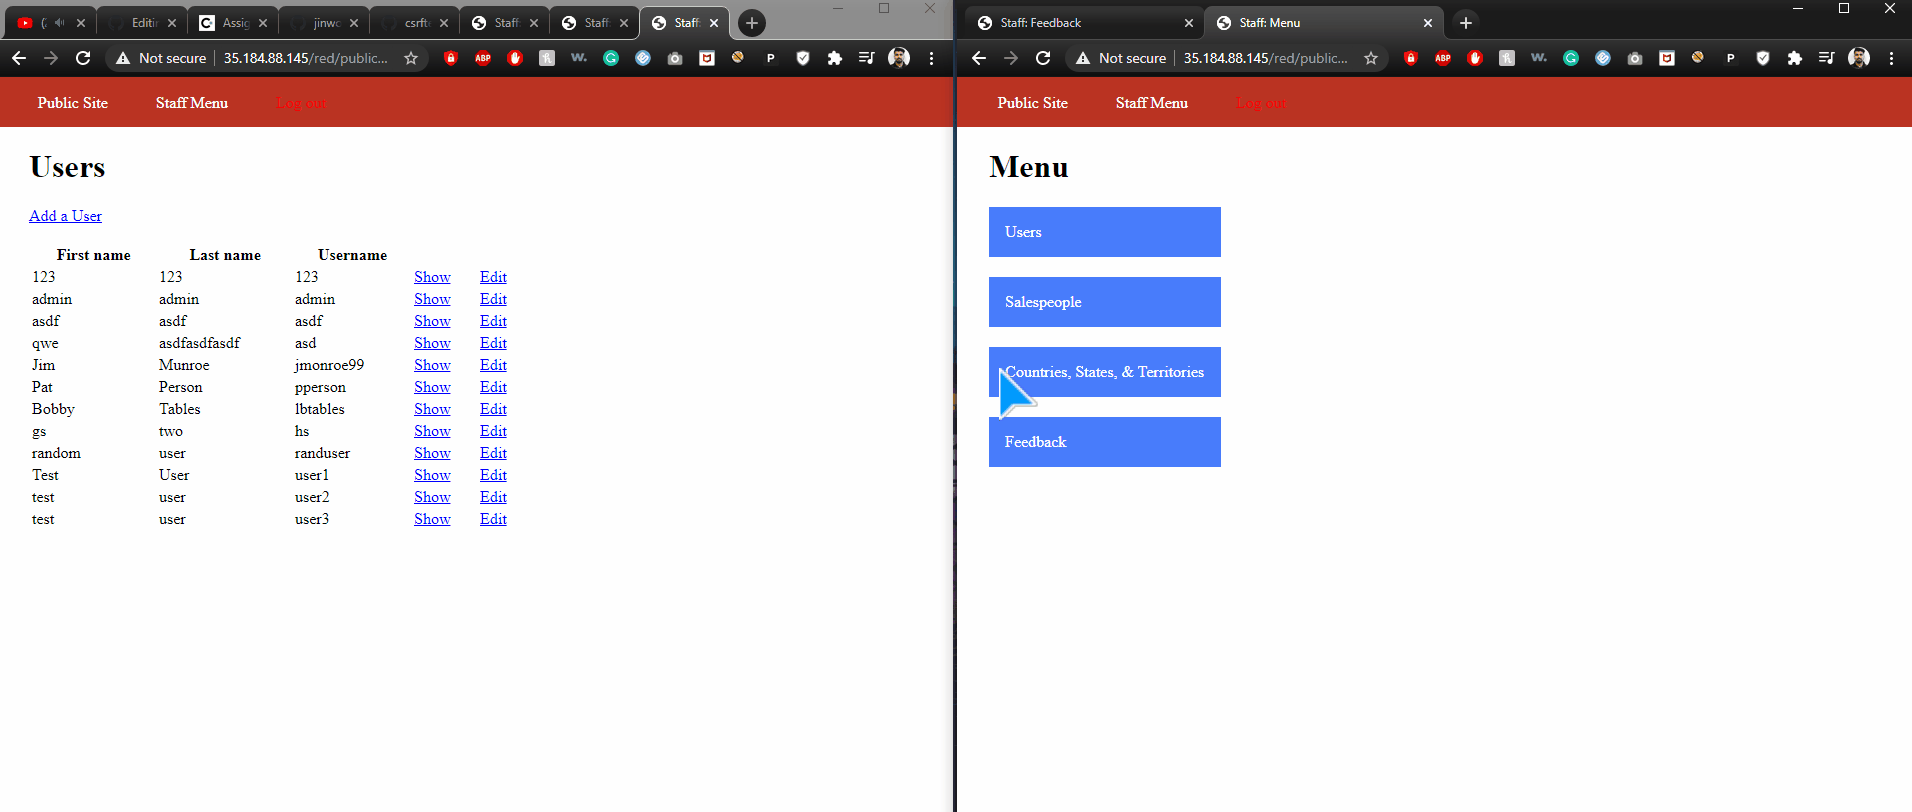 (. Editin Assig jinwo csrfte Staff: Staff: Staff:
Not secure 35.184.88.145/red/public... ABP W. P
Public Site Staff Menu Log out
Users
Add a User
First name Last name Username
123 123 123 Show Edit
admin admin admin Show Edit
asdf asdf asdf Show Edit
qwe asdfasdfasdf asd Show Edit
Jim Munroe jmonroe99 Show Edit
Pat Person pperson Show Edit
Bobby Tables lbtables Show Edit
gs two hs Show Edit
random user randuser Show Edit
Test User user1 Show Edit
test user user2 Show Edit
test user user3 Show Edit
Staff: Feedback Staff: Menu
Not secure 35.184.88.145/red/public... ABP W. P
Public Site Staff Menu Log out
Menu
Users
Salespeople
Countries, States, & Territories
Feedback